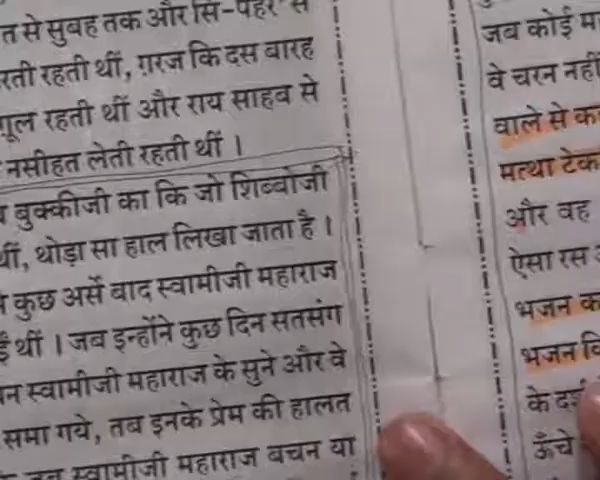 से सुबह तक और सि-पहर से
रहती थीं, ग़रज कि दस बारह
रहती थीं और राय साहब से
नसीहत लेती रहती थीं ।
बुक्कीजी का कि जो शिब्बोजी
थीं, थोड़ा सा हाल लिखा जाता है ।
कुछ अर्से बाद स्वामीजी महाराज
थीं । जब इन्होंने कुछ दिन सतसंग
स्वामीजी महाराज के सुने और वे
समा गये, तब इनके प्रेम की हालत
स्वामीजी महाराज बचन या
जब कोई
वे चरन नहीं
वाले से
मत्था टेक
और वह
ऐसा रस
भजन
भजन
के
ऊँचे